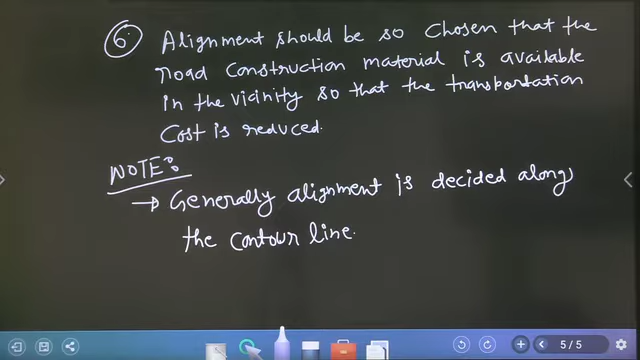 6. Alignment should be so chosen that the
road construction material is available
in the vicinity so that the transportation
cost is reduced.
NOTE:
→ Generally alignment is decided along
the contour line.
5/5